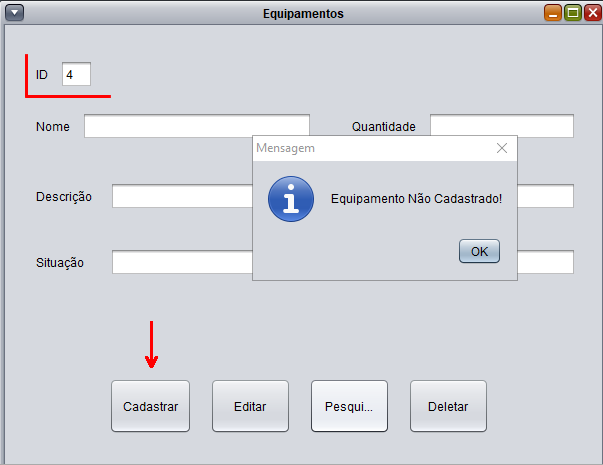 Equipamentos
ID 4
Nome Quantidade
Mensagem
Equipamento Não Cadastrado!
Descrição
OK
Situação
Cadastrar Editar Pesqui... Deletar